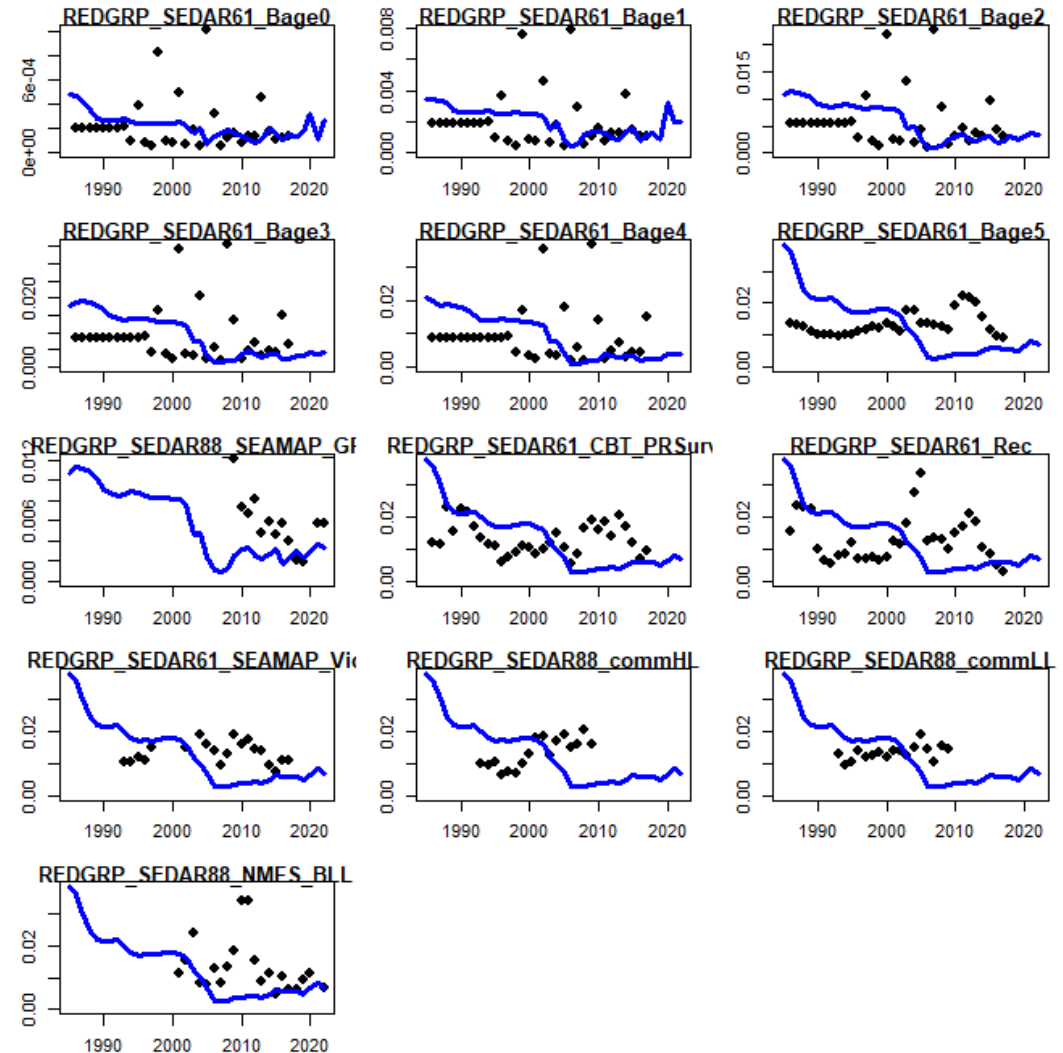 REDGRP_SEDAR61_Bage0
6e-04
0e+00
1990 2000 2010 2020
REDGRP_SEDAR61_Bage1
0.008
0.004
0.000
1990 2000 2010 2020
REDGRP_SEDAR61_Bage2
0.015
0.000
1990 2000 2010 2020
REDGRP_SEDAR61_Bage3
0.020
0.000
1990 2000 2010 2020
REDGRP_SEDAR61_Bage4
0.02
0.00
1990 2000 2010 2020
REDGRP_SEDAR61_Bage5
0.02
0.00
1990 2000 2010 2020
REDGRP_SEDAR88_SEAMAP_GF
0.012
0.006
0.000
1990 2000 2010 2020
REDGRP_SEDAR61_CBT_PRSurv
0.02
0.00
1990 2000 2010 2020
REDGRP_SEDAR61_Rec
0.02
0.00
1990 2000 2010 2020
REDGRP_SEDAR61_SEAMAP_Vid
0.02
0.00
1990 2000 2010 2020
REDGRP_SEDAR88_commHL
0.02
0.00
1990 2000 2010 2020
REDGRP_SEDAR88_commLL
0.02
0.00
1990 2000 2010 2020
REDGRP_SEDAR88_NMFS_BLL
0.02
0.00
1990 2000 2010 2020